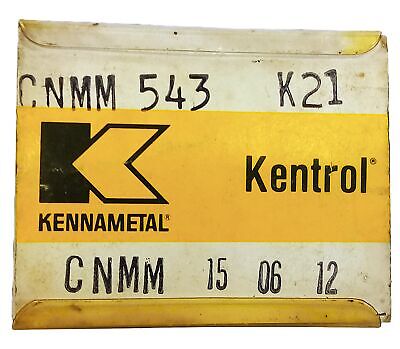 CNMM 543 K21
Kentrol®
KENNAMETAL®
CNMM 15 06 12